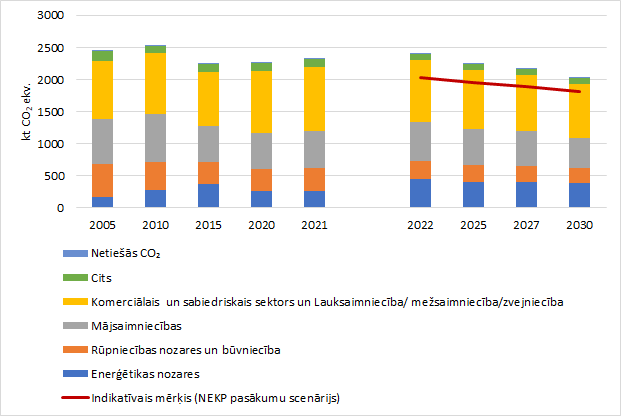 3000
2500
2000
1500
1000
500
0
kt CO₂ ekv.
2005 2010 2015 2020 2021 2022 2025 2027 2030
Netiešās CO₂
Cits
Komerciālais un sabiedriskais sektors un Lauksaimniecība/ mežsaimniecība/zvejniecība
Mājsaimniecības
Rūpniecības nozares un būvniecība
Enerģētikas nozares
Indikatīvais mērķis (NEKP pasākumu scenārijs)